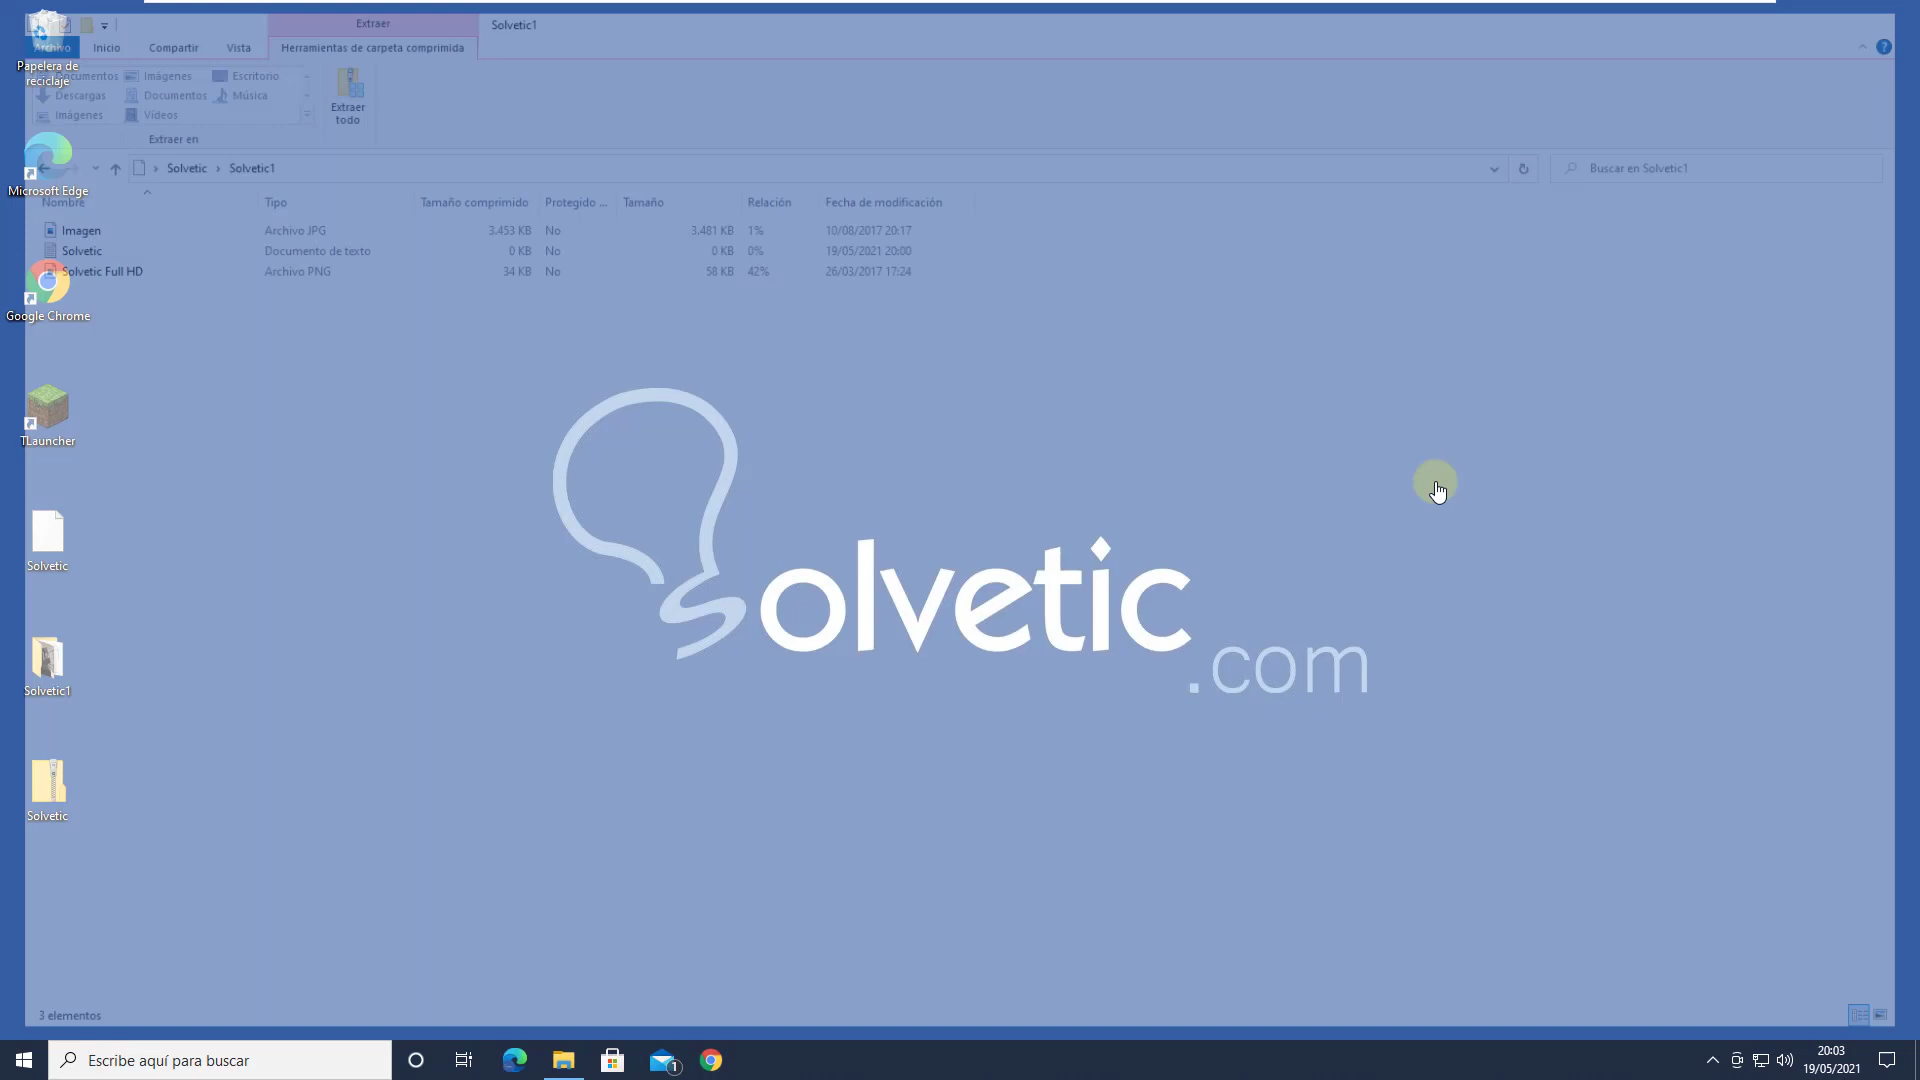 Extraer
Solvetic1
Archivo
Inicio
Compartir
Vista
Herramientas de carpeta comprimida
Papelera de
reciclaje
Documentos
Imágenes
Escritorio
Descargas
Documentos
Música
Imágenes
Vídeos
Extraer
todo
Extraer en
Solvetic
Solvetic1
Buscar en Solvetic1
Microsoft Edge
Nombre
Tipo
Tamaño comprimido
Protegido ...
Tamaño
Relación
Fecha de modificación
Imagen
Archivo JPG
3.453 KB
No
3.481 KB
1%
10/08/2017 20:17
Solvetic
Documento de texto
0 KB
No
0 KB
0%
19/05/2021 20:00
Solvetic Full HD
Archivo PNG
34 KB
No
58 KB
42%
26/03/2017 17:24
Google Chrome
TLauncher
Solvetic
Solvetic1
Solvetic
Solvetic
.com
3 elementos
Escribe aquí para buscar
1
20:03
19/05/2021